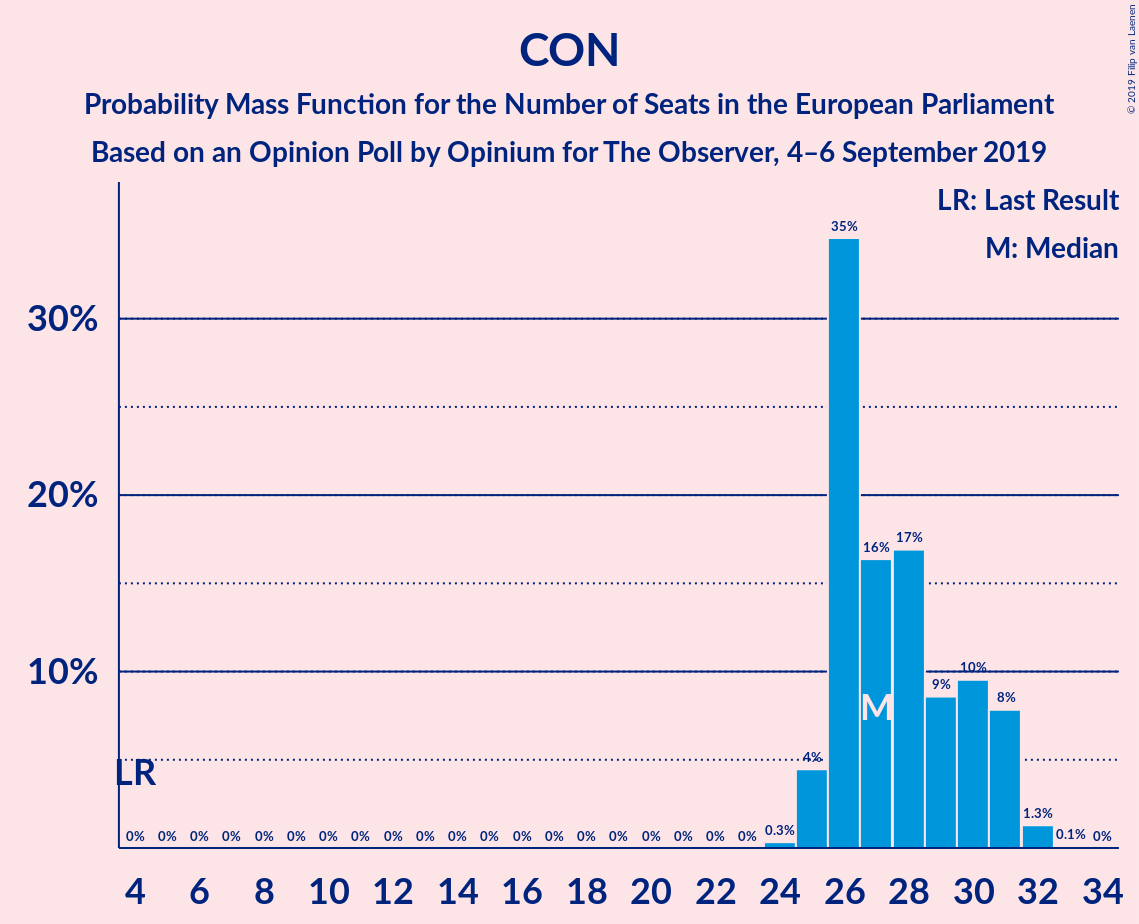 CON
Probability Mass Function for the Number of Seats in the European Parliament
Based on an Opinion Poll by Opinium for The Observer, 4–6 September 2019
© 2019 Filip van Laenen
LR: Last Result
M: Median
35%
30%
20%
17%
16%
10%
10%
9%
8%
M
4%
LR
1.3%
0% 0% 0% 0% 0% 0% 0% 0% 0% 0% 0% 0% 0% 0% 0% 0% 0% 0% 0% 0% 0.3% 0.1% 0%
4 6 8 10 12 14 16 18 20 22 24 26 28 30 32 34